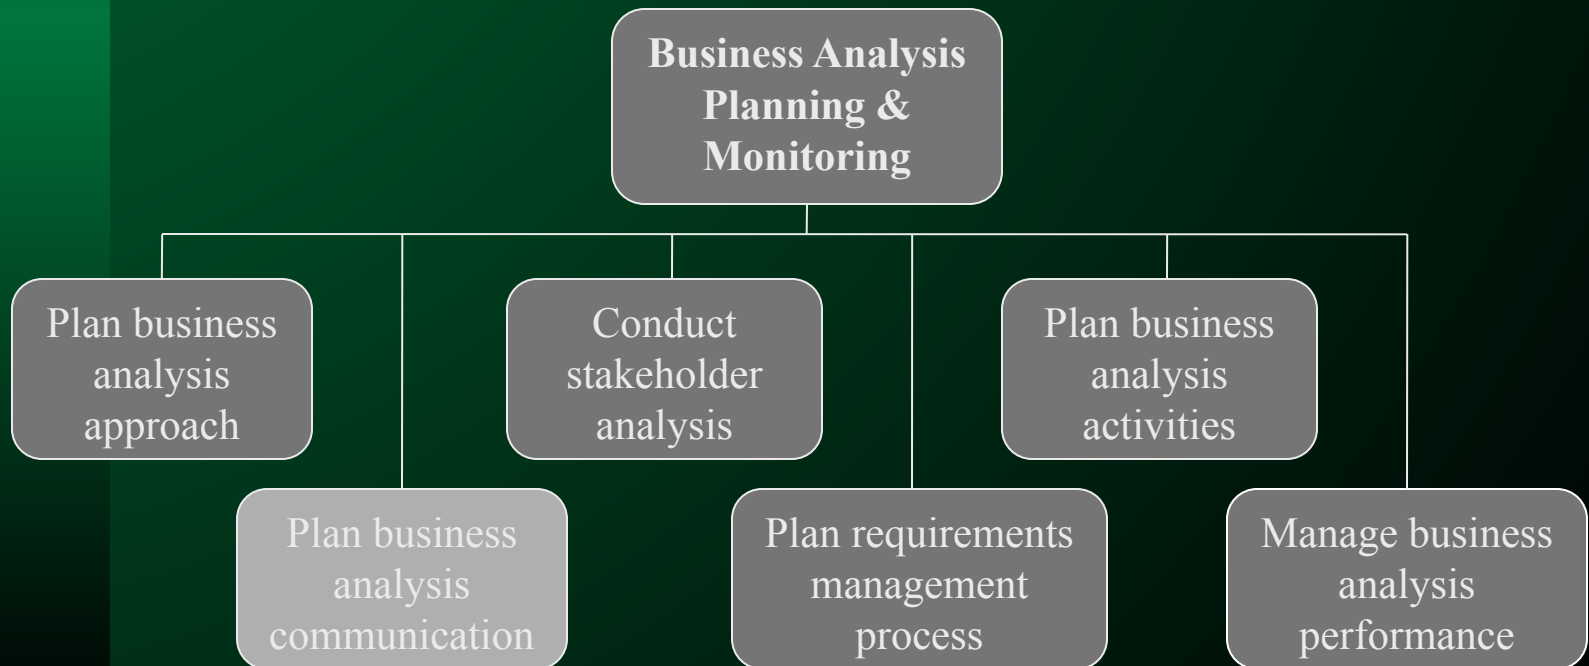 Business Analysis
Planning &
Monitoring
Plan business
analysis
approach
Conduct
stakeholder
analysis
Plan business
analysis
activities
Plan business
analysis
communication
Plan requirements
management
process
Manage business
analysis
performance